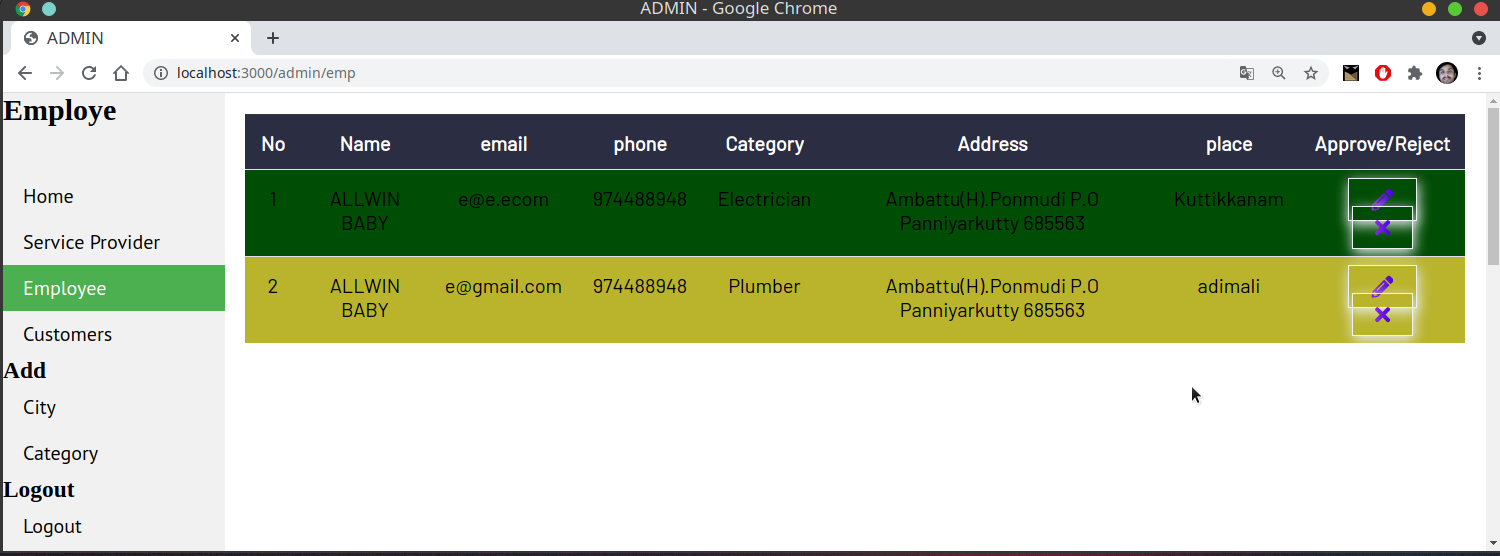 ADMIN - Google Chrome
ADMIN
localhost:3000/admin/emp
Employe
Home
Service Provider
Employee
Customers
Add
City
Category
Logout
Logout
No Name email phone Category Address place Approve/Reject
1 ALLWIN e@e.ecom 974488948 Electrician Ambattu(H).Ponmudi P.O Kuttikkanam
BABY Panniyarkutty 685563
2 ALLWIN e@gmail.com 974488948 Plumber Ambattu(H).Ponmudi P.O adimali
BABY Panniyarkutty 685563